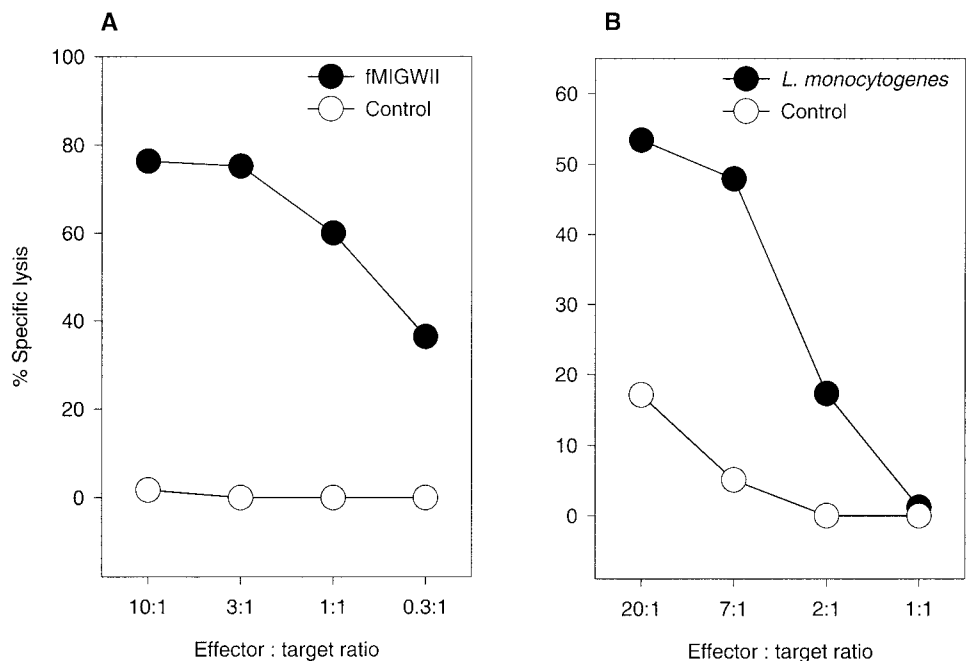 A
% Specific lysis
100
80
60
40
20
0
fMIGWII
Control
10:1 3:1 1:1 0.3:1
Effector : target ratio
B
60
50
40
30
20
10
0
L. monocytogenes
Control
20:1 7:1 2:1 1:1
Effector : target ratio